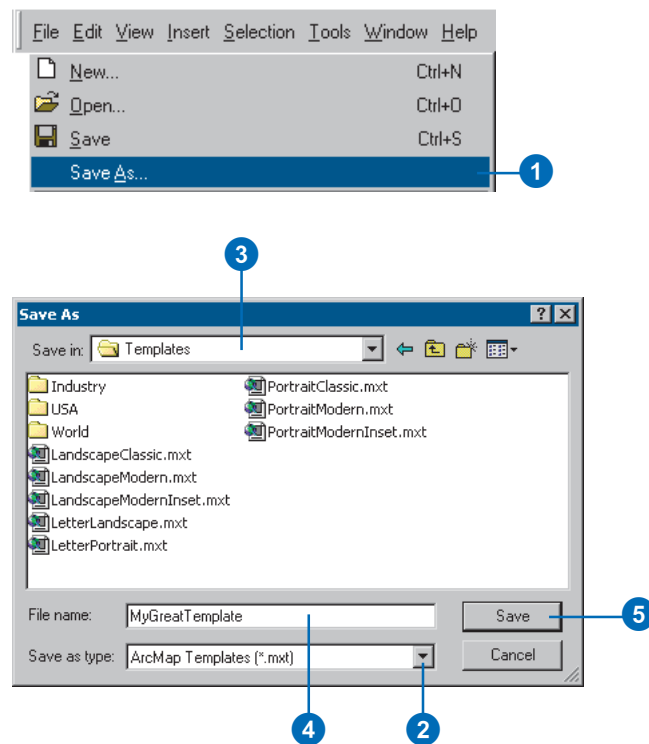 File Edit View Insert Selection Tools Window Help
New... Ctrl+N
Open... Ctrl+O
Save Ctrl+S
Save As...
1
3
Save As
Save in: Templates
Industry
USA
World
LandscapeClassic.mxt
LandscapeModern.mxt
LandscapeModernInset.mxt
LetterLandscape.mxt
LetterPortrait.mxt
PortraitClassic.mxt
PortraitModern.mxt
PortraitModernInset.mxt
File name: MyGreatTemplate Save
5
Save as type: ArcMap Templates (*.mxt) Cancel
4
2